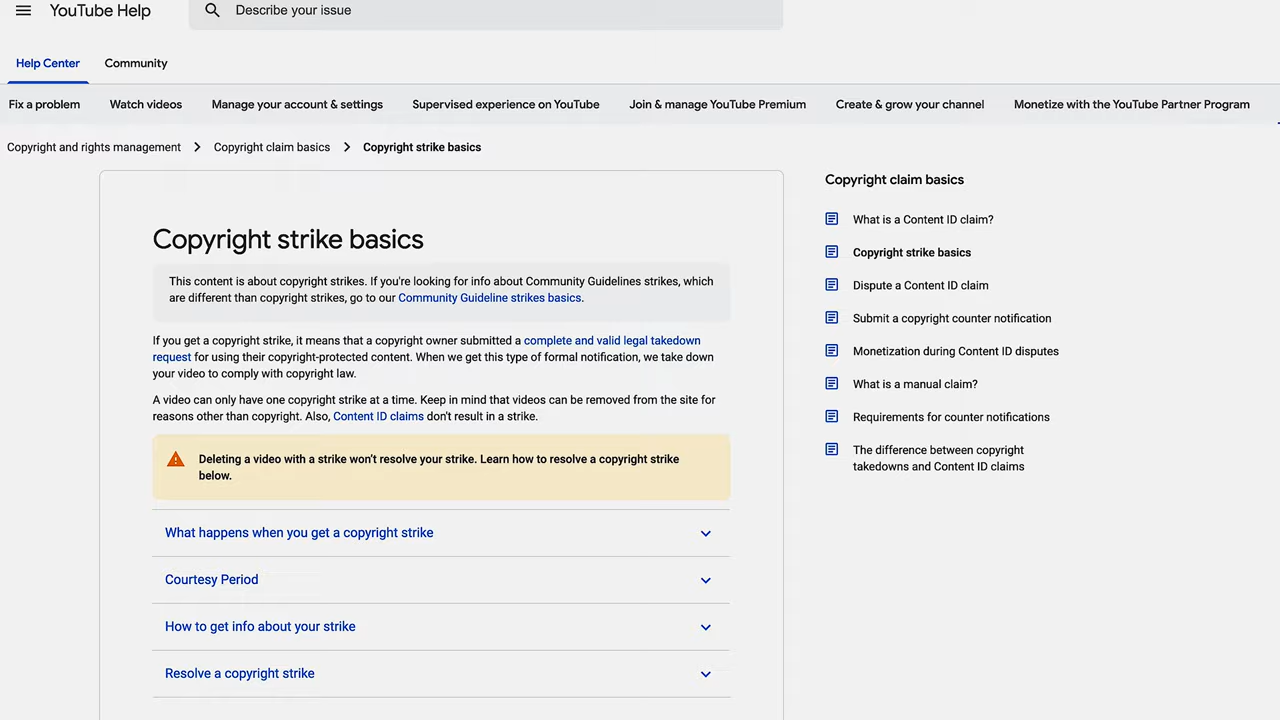 YouTube Help
Describe your issue
Help Center
Community
Fix a problem
Watch videos
Manage your account & settings
Supervised experience on YouTube
Join & manage YouTube Premium
Create & grow your channel
Monetize with the YouTube Partner Program
Copyright and rights management
Copyright claim basics
Copyright strike basics
Copyright strike basics
This content is about copyright strikes. If you're looking for info about Community Guidelines strikes, which
are different than copyright strikes, go to our Community Guideline strikes basics.
If you get a copyright strike, it means that a copyright owner submitted a complete and valid legal takedown
request for using their copyright-protected content. When we get this type of formal notification, we take down
your video to comply with copyright law.
A video can only have one copyright strike at a time. Keep in mind that videos can be removed from the site for
reasons other than copyright. Also, Content ID claims don't result in a strike.
Deleting a video with a strike won't resolve your strike. Learn how to resolve a copyright strike
below.
What happens when you get a copyright strike
Courtesy Period
How to get info about your strike
Resolve a copyright strike
Copyright claim basics
What is a Content ID claim?
Copyright strike basics
Dispute a Content ID claim
Submit a copyright counter notification
Monetization during Content ID disputes
What is a manual claim?
Requirements for counter notifications
The difference between copyright
takedowns and Content ID claims